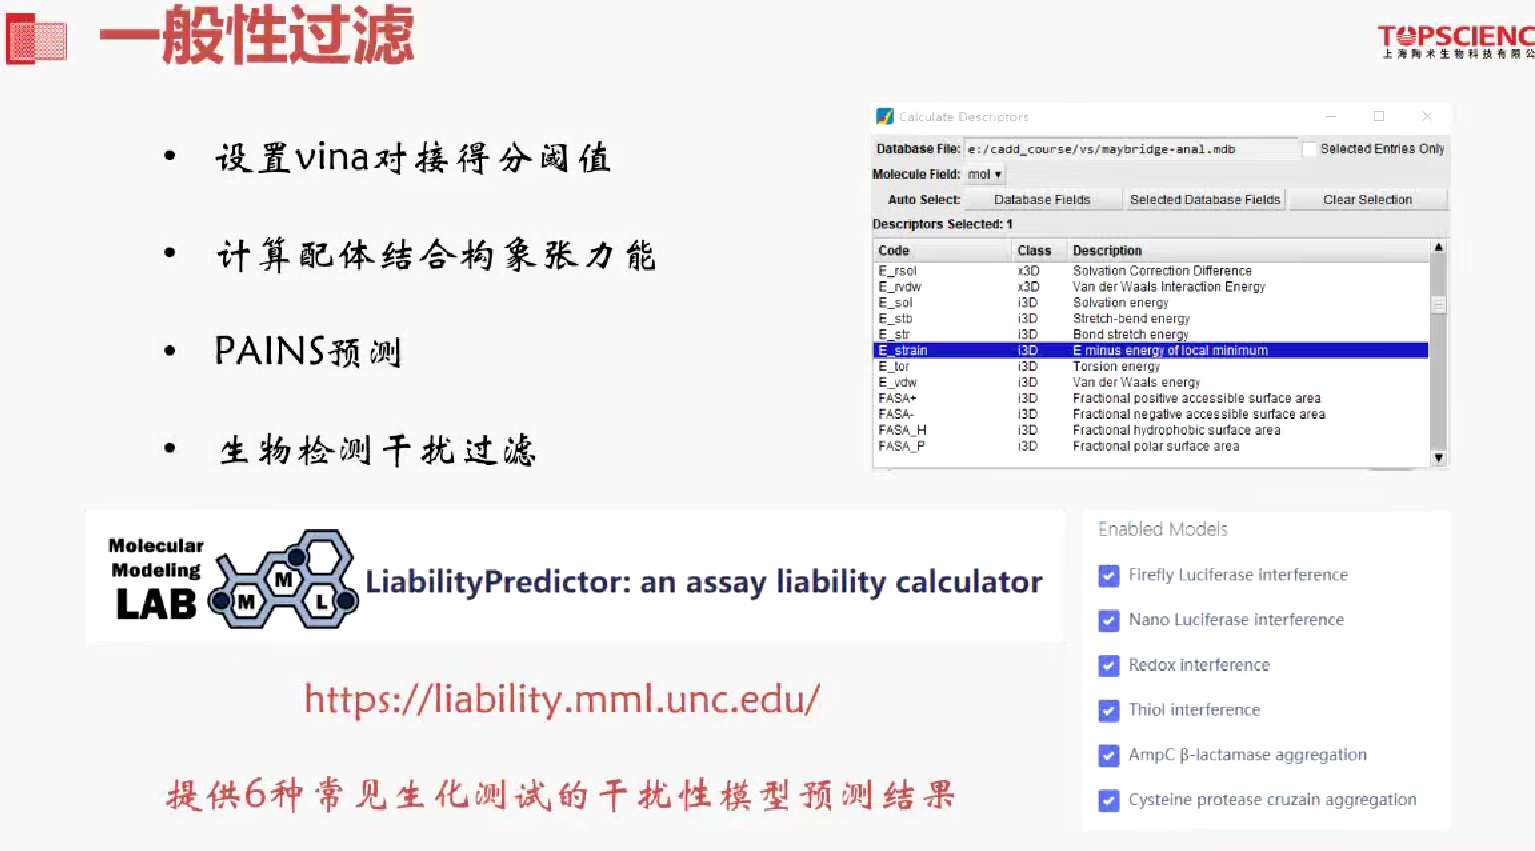 一般性过滤
TOPSCIENC
上海陶术生物科技有限公
• 设置vina对接得分阈值
• 计算配体结合构象张力能
• PAINS预测
• 生物检测干扰过滤
Calculate Descriptors
Database File: e:/cadd_course/vs/maybridge-anal.mdb Selected Entries Only
Molecule Field: mol
Auto Select: Database Fields Selected Database Fields Clear Selection
Descriptors Selected: 1
Code Class Description
E_rsol x3D Solvation Correction Difference
E_rvdw x3D Van der Waals Interaction Energy
E_sol i3D Solvation energy
E_stb i3D Stretch-bend energy
E_str i3D Bond stretch energy
E_strain i3D E minus energy of local minimum
E_tor i3D Torsion energy
E_vdw i3D Van der Waals energy
FASA+ i3D Fractional positive accessible surface area
FASA- i3D Fractional negative accessible surface area
FASA_H i3D Fractional hydrophobic surface area
FASA_P i3D Fractional polar surface area
Molecular
Modeling
LAB
M
M L
LiabilityPredictor: an assay liability calculator
https://liability.mml.unc.edu/
提供6种常见生化测试的干扰性模型预测结果
Enabled Models
Firefly Luciferase interference
Nano Luciferase interference
Redox interference
Thiol interference
AmpC β-lactamase aggregation
Cysteine protease cruzain aggregation